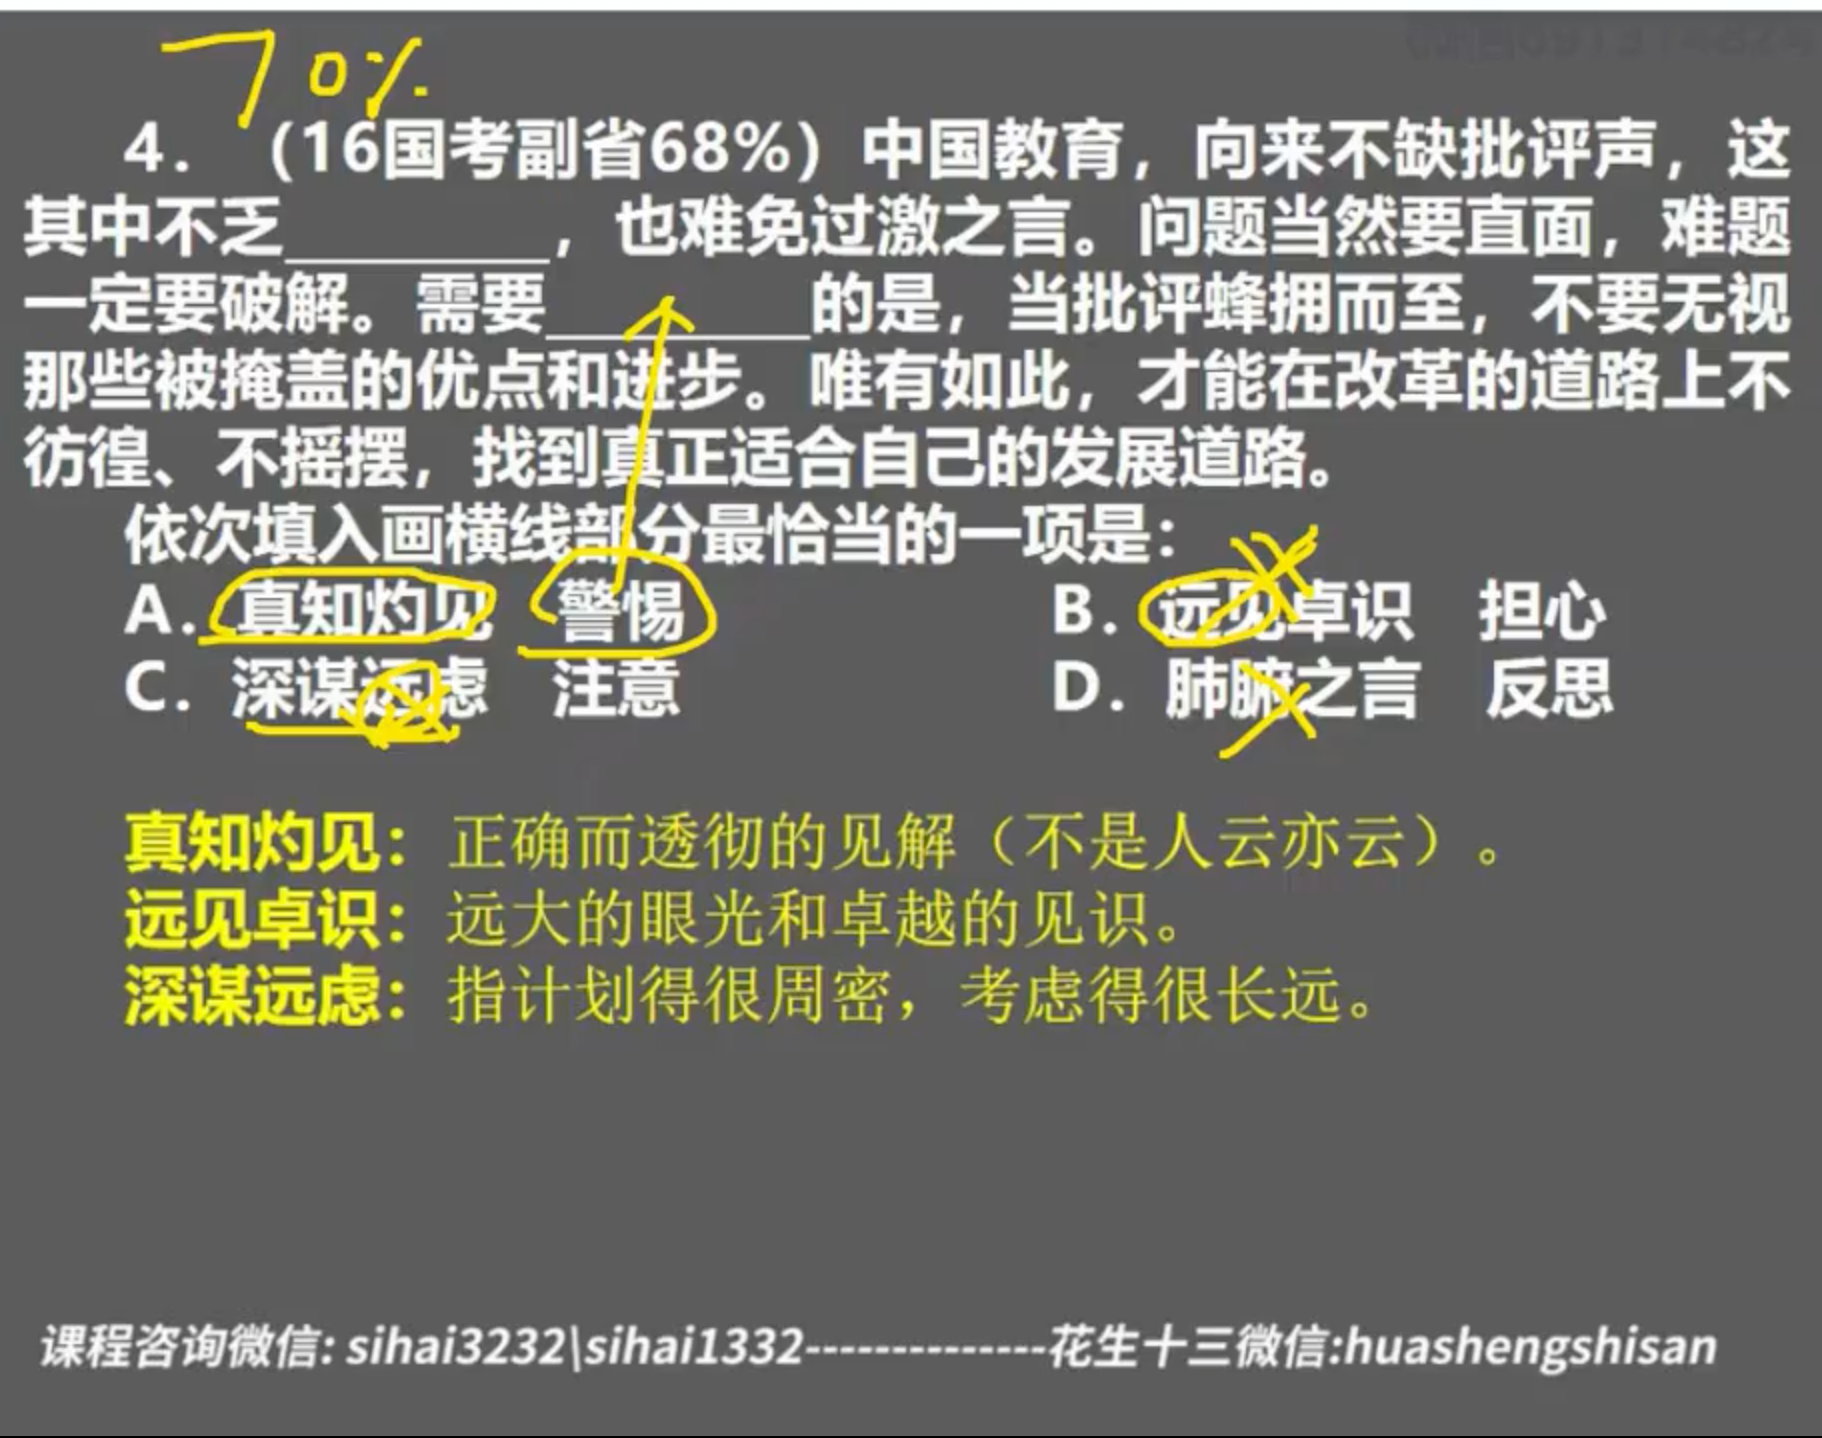 70%
4. （16国考副省68%）中国教育，向来不缺批评声，这
其中不乏________，也难免过激之言。问题当然要直面，难题
一定要破解。需要________的是，当批评蜂拥而至，不要无视
那些被掩盖的优点和进步。唯有如此，才能在改革的道路上不
彷徨、不摇摆，找到真正适合自己的发展道路。
依次填入画横线部分最恰当的一项是：
A. 真知灼见 警惕 B. 远见卓识 担心
C. 深谋远虑 注意 D. 肺腑之言 反思
真知灼见：正确而透彻的见解（不是人云亦云）。
远见卓识：远大的眼光和卓越的见识。
深谋远虑：指计划得很周密，考虑得很长远。
课程咨询微信: sihai3232\sihai1332--------------花生十三微信:huashengshisan